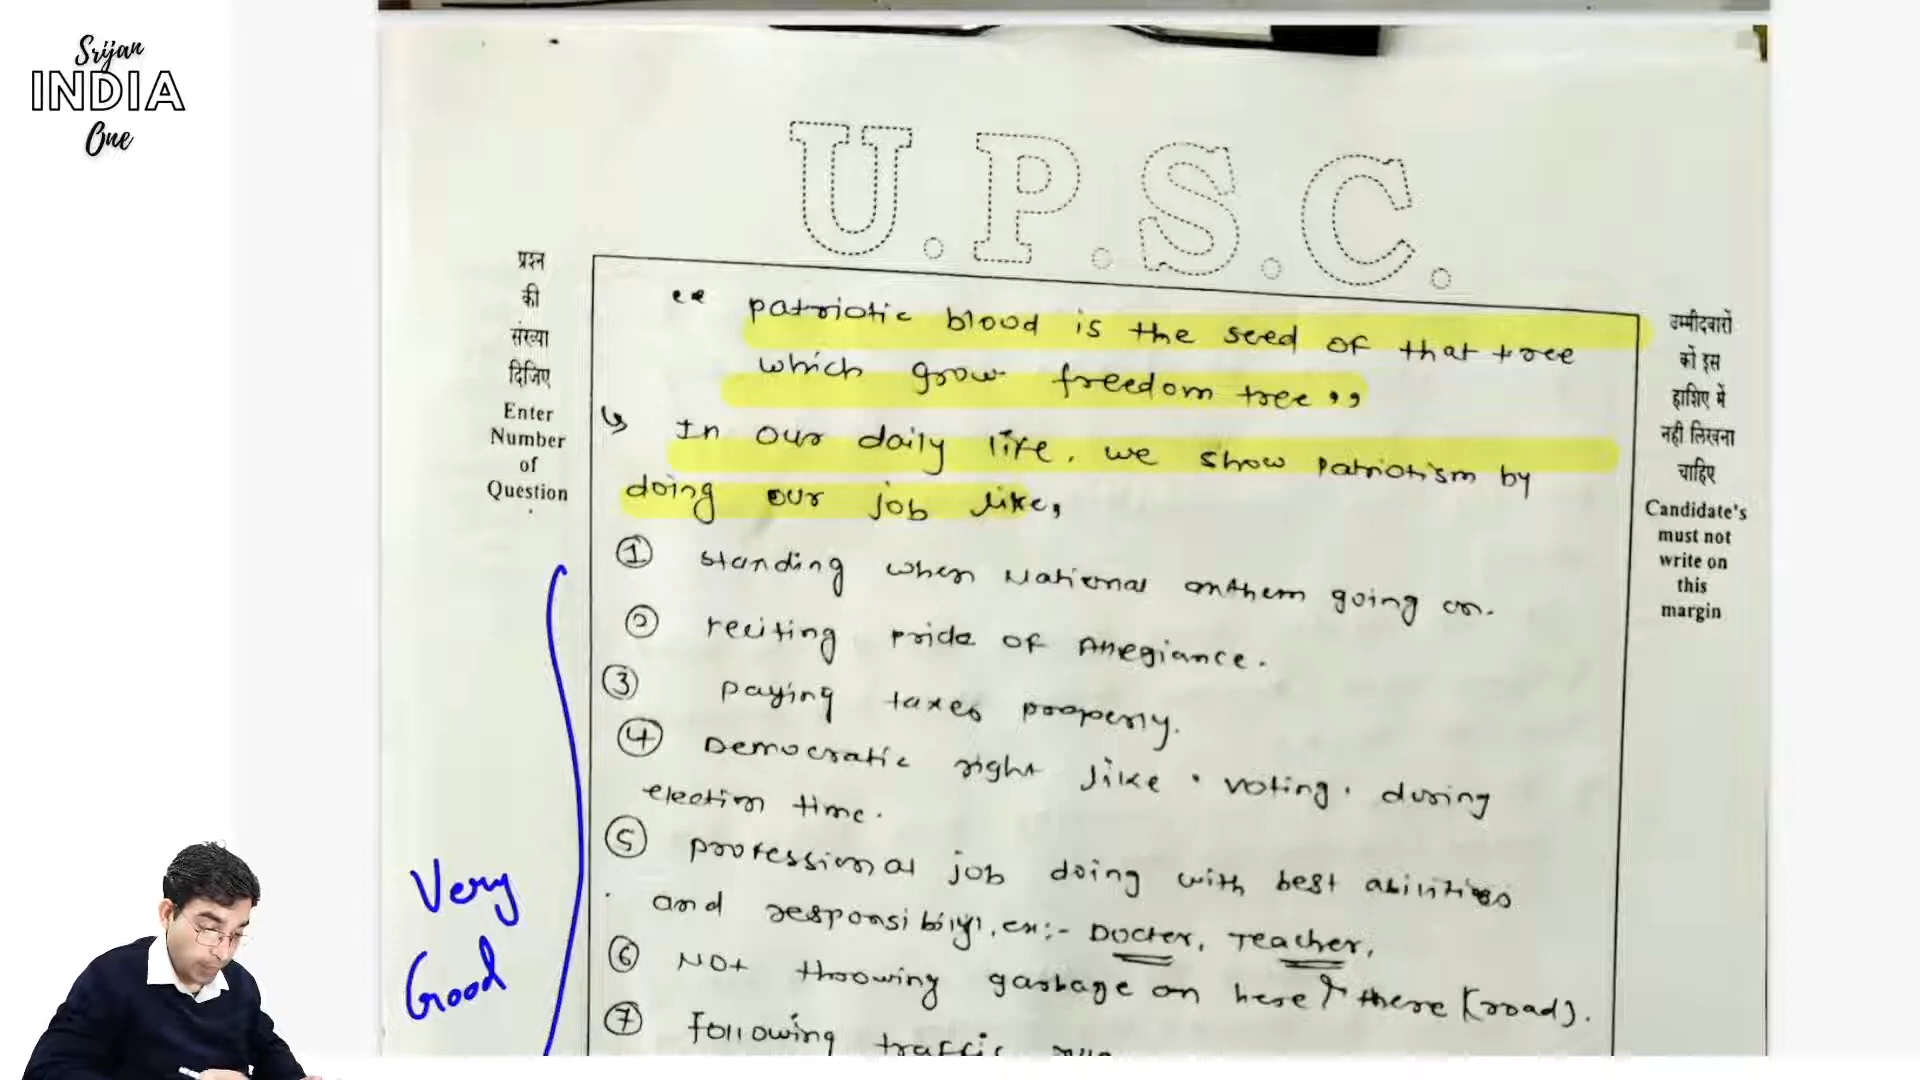 Srijan
INDIA
One
U.P.S.C.
प्रश्न
की
संख्या
दिजिए
Enter
Number
of
Question
उम्मीदवारों
को इस
हाशिए में
नही लिखना
चाहिए
Candidate's
must not
write on
this
margin
“ patriotic blood is the seed of that tree
which grow freedom tree”
↳ In our daily life, we show patriotism by
doing our job like,
① standing when National anthem going on.
② reciting pride of Allegiance.
③ paying taxes properly.
④ Democratic right like • voting • during
election time.
⑤ professional job doing with best abilities
and responsibilyi, ex:- Docter, Teacher,
⑥ Not throwing garbage on here & there (road).
⑦ following traffic
Very
Good